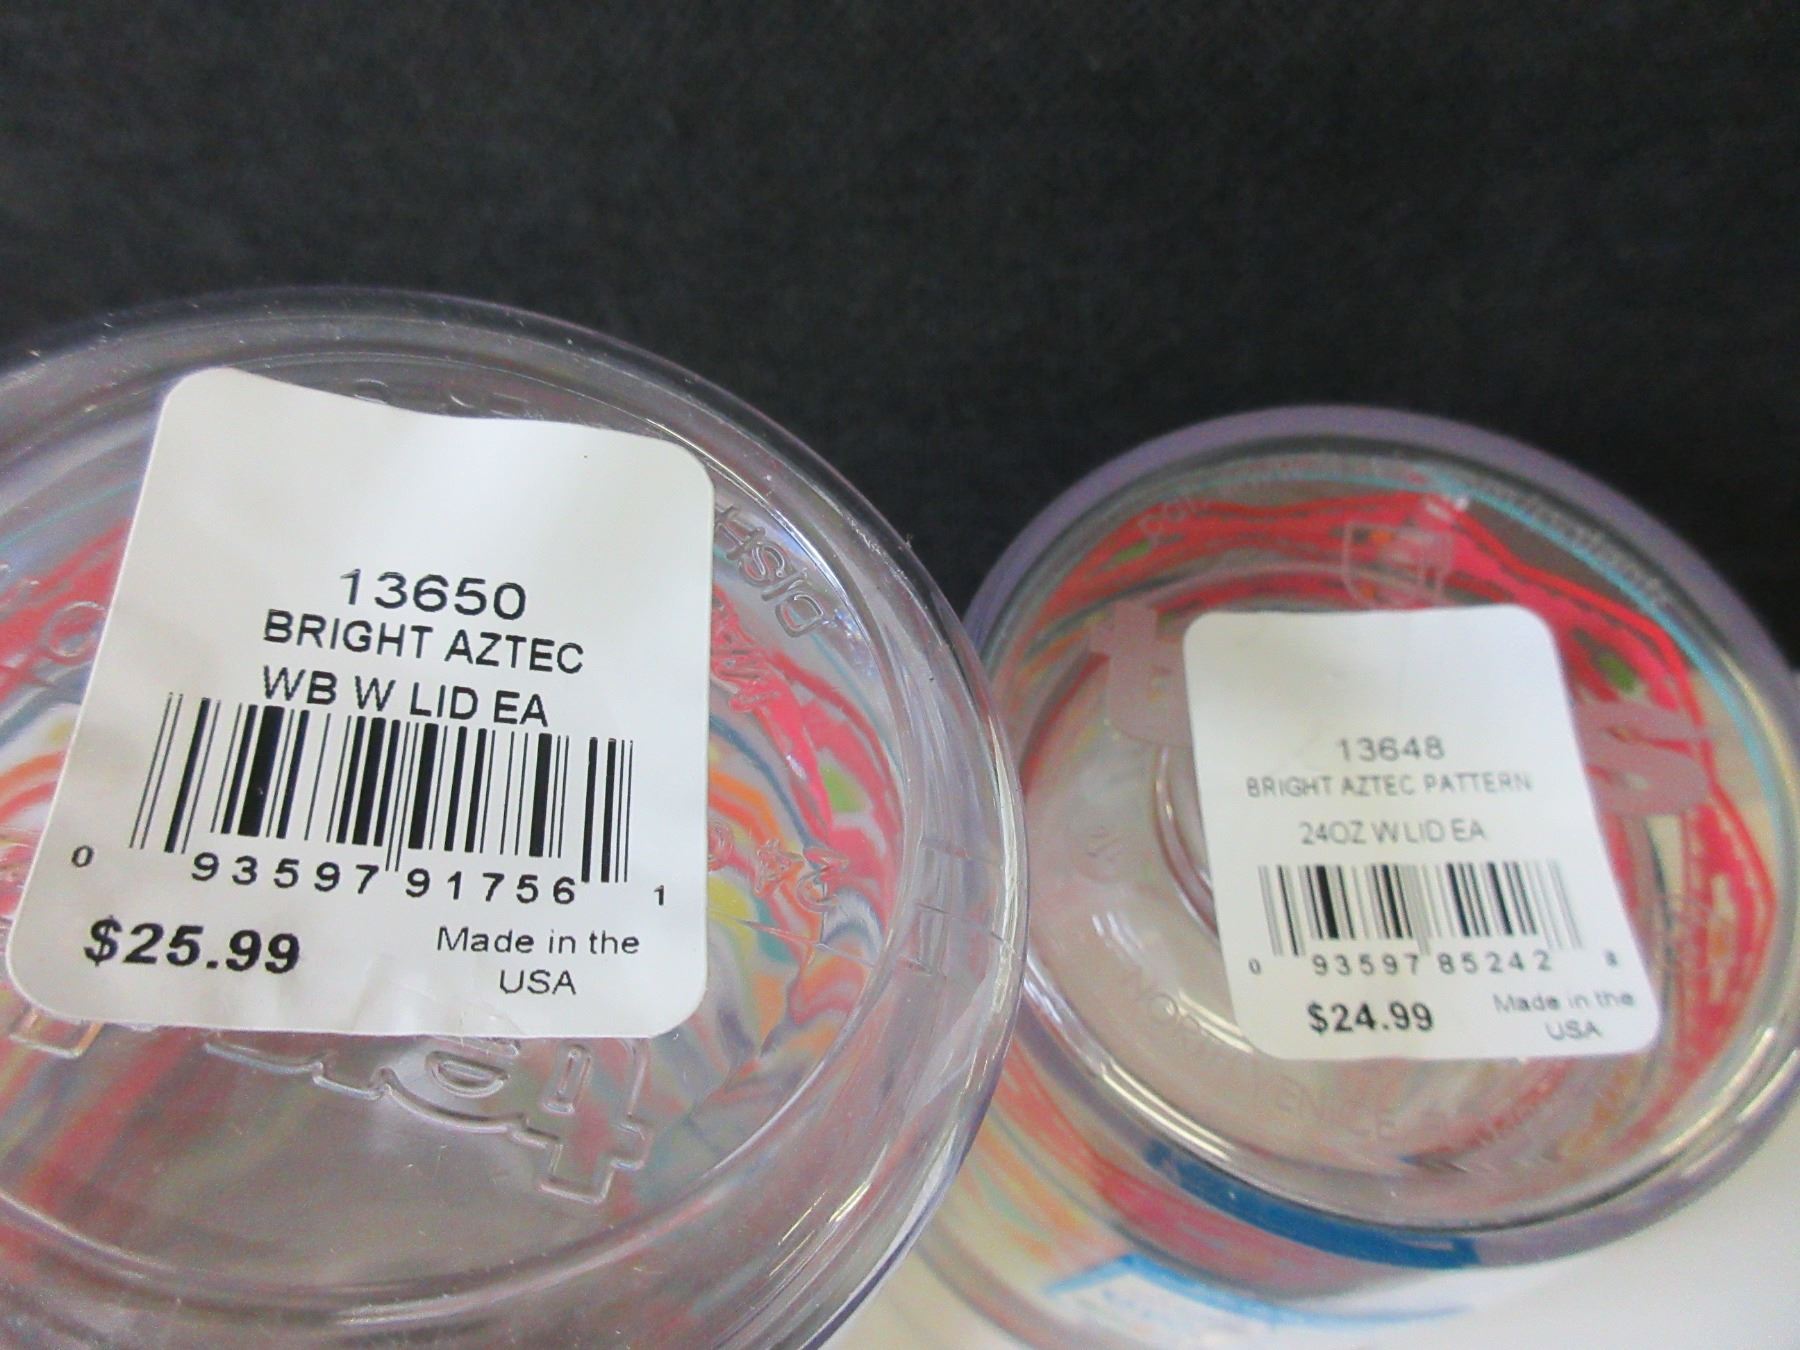 13650
BRIGHT AZTEC
WB W LID EA
0 93597 91756 1
$25.99
Made in the
USA
DISH
13648
BRIGHT AZTEC PATTERN
24OZ W LID EA
0 93597 85242 8
$24.99
Made in the
USA